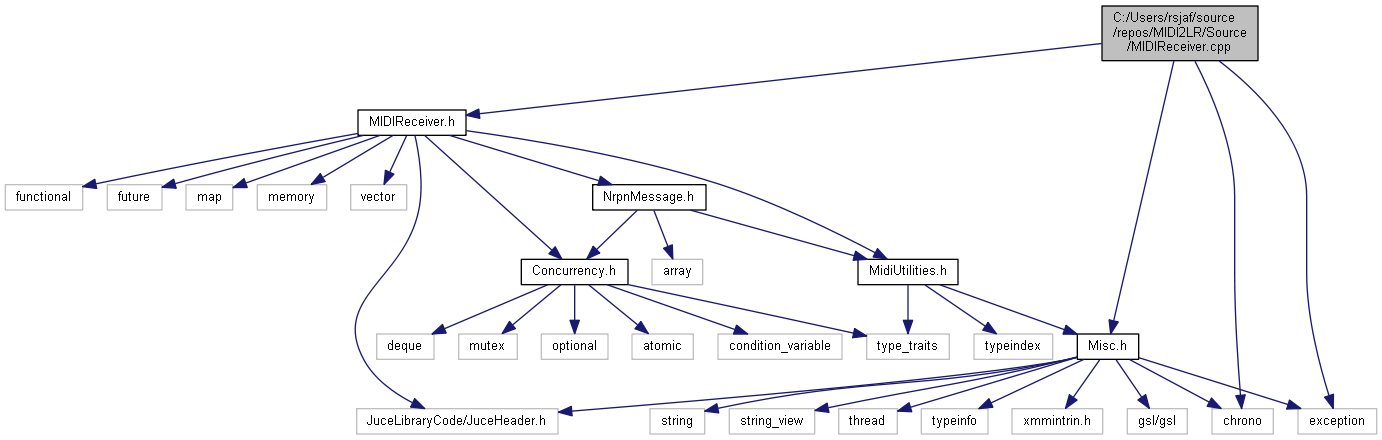 C:/Users/rsjaf/source
/repos/MIDI2LR/Source
/MIDIReceiver.cpp
MIDIReceiver.h
functional
future
map
memory
vector
NrpnMessage.h
Concurrency.h
array
MidiUtilities.h
deque
mutex
optional
atomic
condition_variable
type_traits
typeindex
Misc.h
JuceLibraryCode/JuceHeader.h
string
string_view
thread
typeinfo
xmmintrin.h
gsl/gsl
chrono
exception